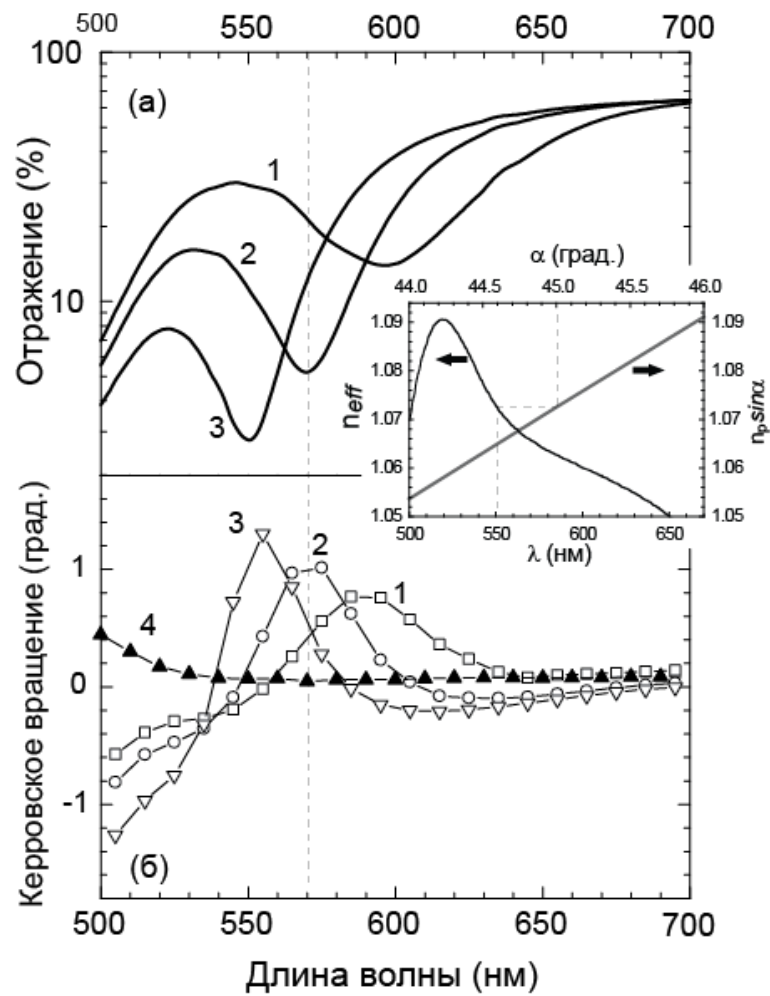 500 550 600 650 700
100
(а)
Отражение (%)
10
1
2
3
α (град.)
44.0 44.5 45.0 45.5 46.0
1.09 1.09
1.08 1.08
1.07 1.07
1.06 1.06
1.05 1.05
neff
npsinα
500 550 600 650
λ (нм)
Керровское вращение (град.)
1
0
-1
3
2
1
4
(б)
500 550 600 650 700
Длина волны (нм)